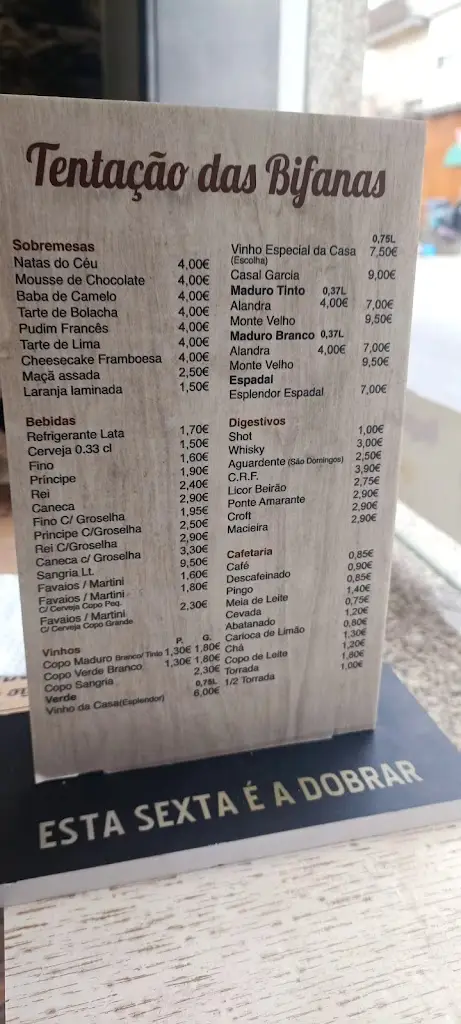 Tentação das Bifanas
Sobremesas
Natas do Céu 4,00€
Mousse de Chocolate 4,00€
Baba de Camelo 4,00€
Tarte de Bolacha 4,00€
Pudim Francês 4,00€
Tarte de Lima 4,00€
Cheesecake Framboesa 4,00€
Maçã assada 2,50€
Laranja laminada 1,50€
Bebidas
Refrigerante Lata 1,70€
Cerveja 0.33 cl 1,50€
Fino 1,60€
Principe 1,90€
Rei 2,40€
Caneca 2,90€
Fino C/ Groselha 1,95€
Principe C/ Groselha 2,50€
Rei C/Groselha 2,90€
Caneca c/ Groselha 3,30€
Sangria Lt. 9,50€
Favaios / Martini 1,60€
Favaios / Martini 1,80€
C/ Cerveja Copo Peq.
Favaios / Martini 2,30€
C/ Cerveja Copo Grande
Vinhos P. G.
Copo Maduro Branco/Tinto 1,30€ 1,80€
Copo Verde Branco 1,30€ 1,80€
Copo Sangria 2,30€
Verde 0,75L
Vinho da Casa(Esplendor) 6,00€
0,75L
Vinho Especial da Casa 7,50€
(Escolha)
Casal Garcia 9,00€
Maduro Tinto 0,37L
Alandra 4,00€ 7,00€
Monte Velho 9,50€
Maduro Branco 0,37L
Alandra 4,00€ 7,00€
Monte Velho 9,50€
Espadal
Esplendor Espadal 7,00€
Digestivos
Shot 1,00€
Whisky 3,00€
Aguardente (São Domingos) 2,50€
C.R.F. 3,90€
Licor Beirão 2,75€
Ponte Amarante 2,90€
Croft 2,90€
Macieira 2,90€
Cafetaria
Café 0,85€
Descafeinado 0,90€
Pingo 0,85€
Meia de Leite 1,40€
Cevada 0,75€
Abatanado 1,20€
Carioca de Limão 0,80€
Chá 1,30€
Copo de Leite 1,20€
Torrada 1,80€
1/2 Torrada 1,00€
ESTA SEXTA É A DOBRAR